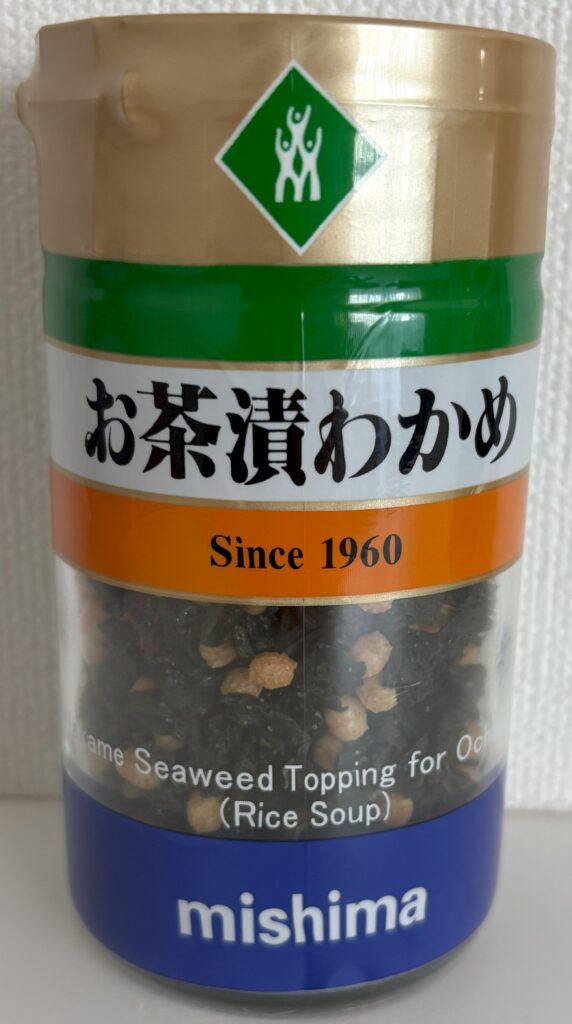 お茶漬わかめ
Since 1960
Seaweed Topping for
(Rice Soup)
mishima